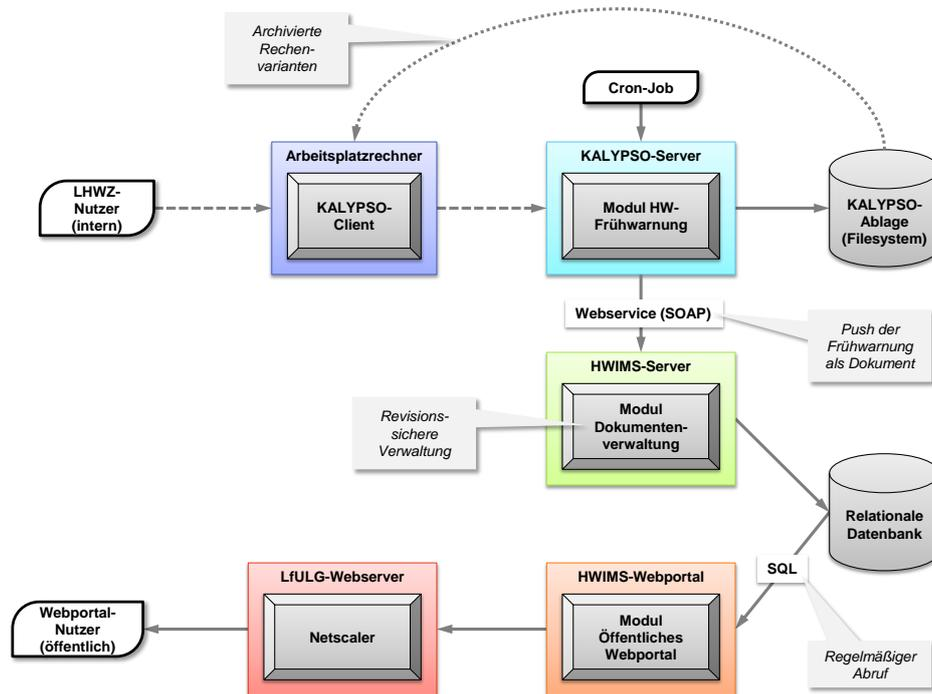 Archivierte
Rechen-
varianten
Cron-Job
Arbeitsplatzrechner
KALYPSO-Server
LHWZ-
Nutzer
(intern)
KALYPSO-
Client
Modul HW-
Frühwarnung
KALYPSO-
Ablage
(Filesystem)
Webservice (SOAP)
Push der
Frühwarnung
als Dokument
HWIMS-Server
Revisions-
sichere
Verwaltung
Modul
Dokumenten-
verwaltung
Relationale
Datenbank
SQL
LfULG-Webserver
HWIMS-Webportal
Webportal-
Nutzer
(öffentlich)
Netscaler
Modul
Öffentliches
Webportal
Regelmäßiger
Abruf